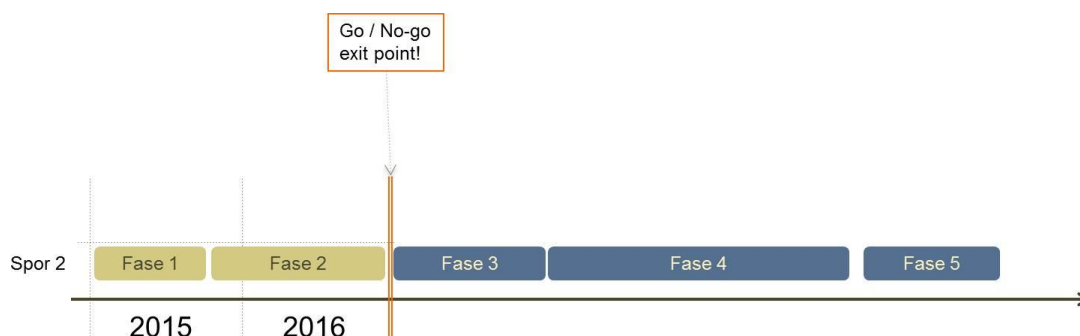 Go / No-go
exit point!
Spor 2
Fase 1
Fase 2
Fase 3
Fase 4
Fase 5
2015
2016